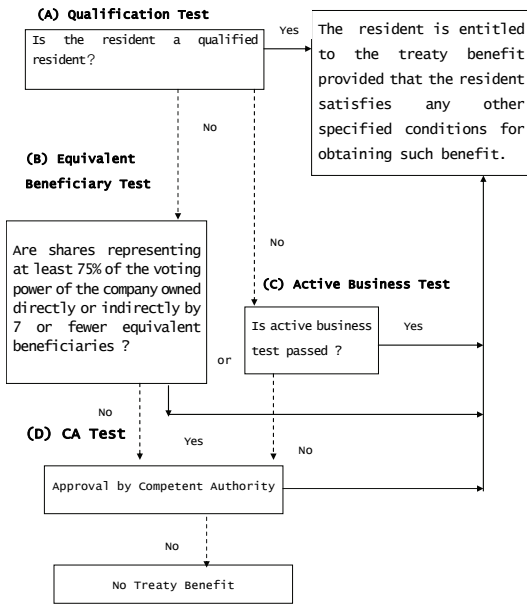 (A) Qualification Test
Is the resident a qualified
resident?
Yes
The resident is entitled
to the treaty benefit
provided that the resident
satisfies any other
specified conditions for
obtaining such benefit.
No
(B) Equivalent
Beneficiary Test
No
Are shares representing
at least 75% of the voting
power of the company owned
directly or indirectly by
7 or fewer equivalent
beneficiaries ?
(C) Active Business Test
Is active business
test passed ?
Yes
or
No
(D) CA Test
Yes
No
Approval by Competent Authority
No
No Treaty Benefit